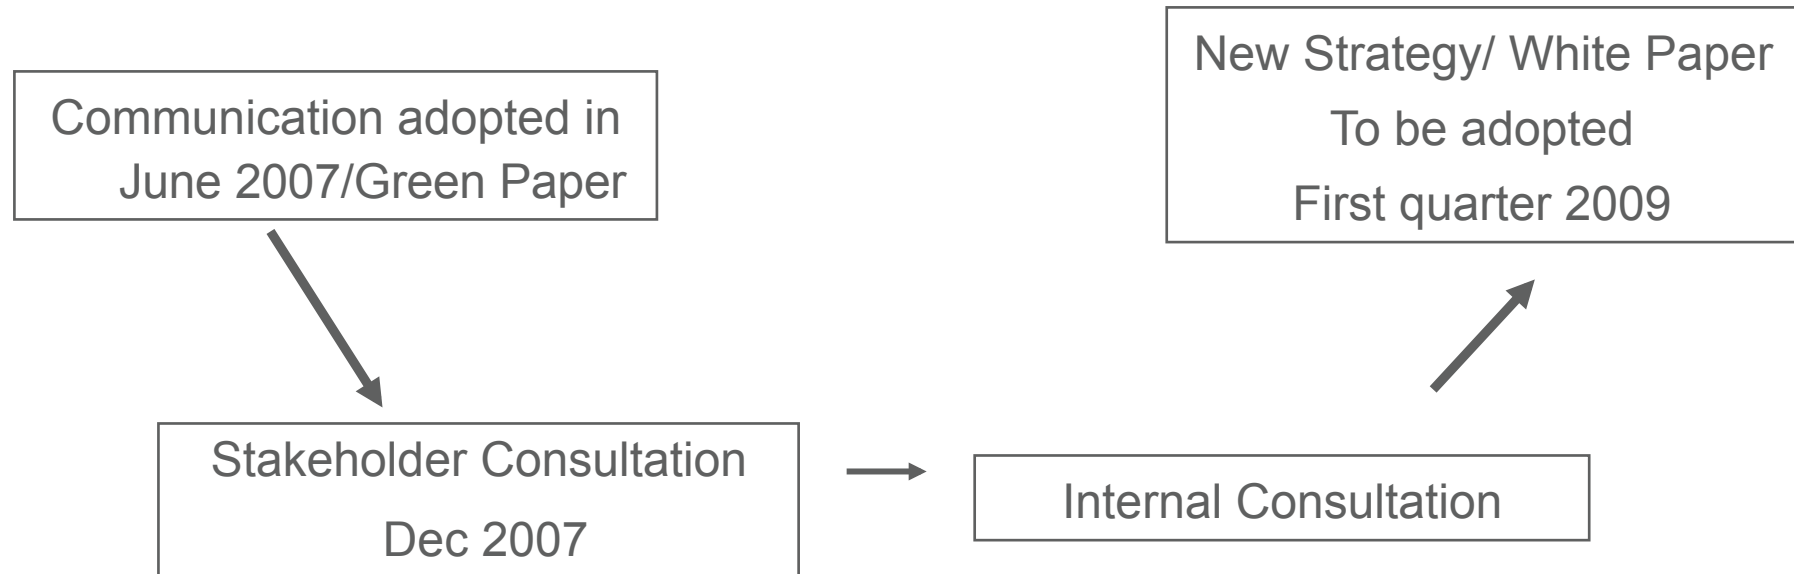 Communication adopted in
June 2007/Green Paper
Stakeholder Consultation
Dec 2007
Internal Consultation
New Strategy/ White Paper
To be adopted
First quarter 2009